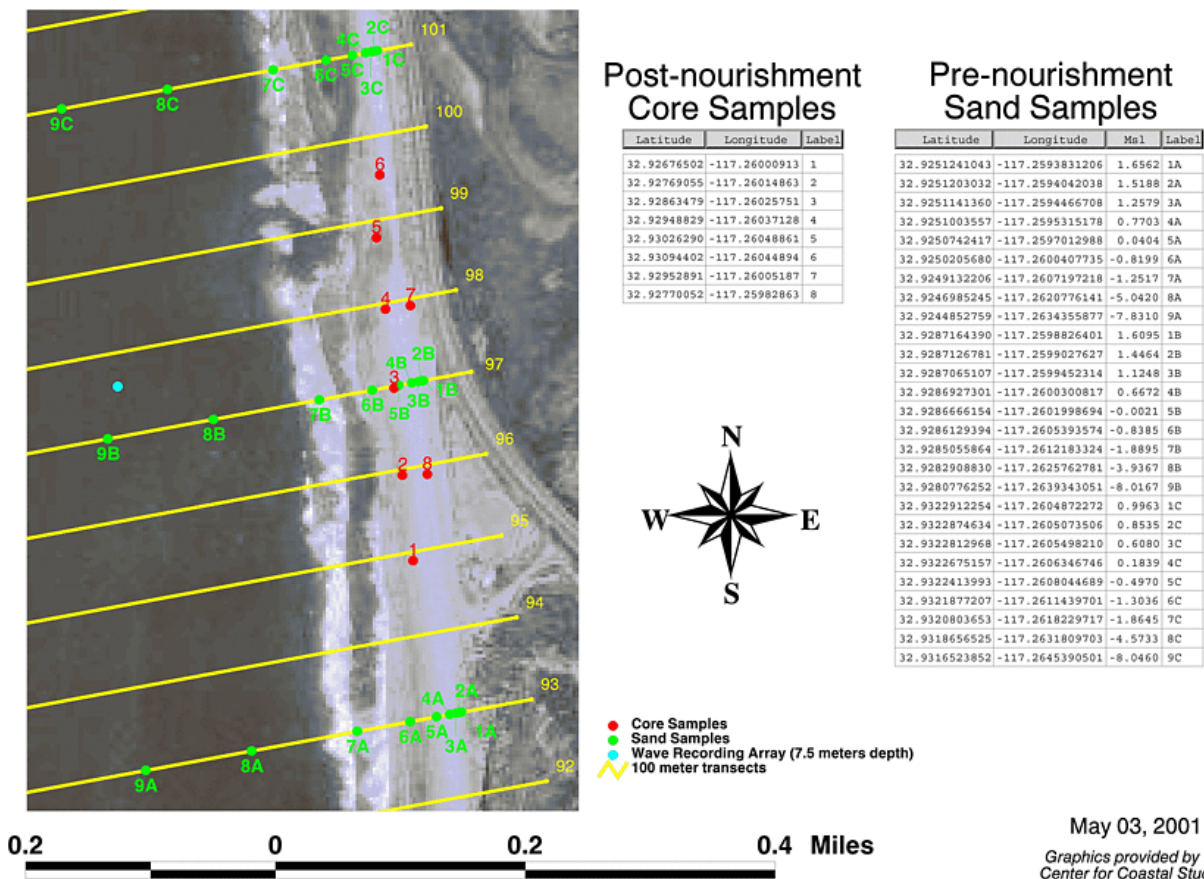 101
2C
4C
1C
5C
6C
3C
7C
8C
9C
100
6
99
5
98
4
7
97
2B
4B
3
1B
6B
3B
5B
7B
8B
9B
96
2
8
95
1
94
93
2A
4A
1A
5A
6A
3A
7A
8A
9A
92
Post-nourishment
Core Samples
Latitude Longitude Label
32.92676502 -117.26000913 1
32.92769055 -117.26014863 2
32.92863479 -117.26025751 3
32.92948829 -117.26037128 4
32.93026290 -117.26048861 5
32.93094402 -117.26044894 6
32.92952891 -117.26005187 7
32.92770052 -117.25982863 8
Pre-nourishment
Sand Samples
Latitude Longitude Msl Label
32.9251241043 -117.2593831206 1.6562 1A
32.9251203032 -117.2594042038 1.5188 2A
32.9251141360 -117.2594466708 1.2579 3A
32.9251003557 -117.2595315178 0.7703 4A
32.9250742417 -117.2597012988 0.0404 5A
32.9250205680 -117.2600407735 -0.8199 6A
32.9249132206 -117.2607197218 -1.2517 7A
32.9246985245 -117.2620776141 -5.0420 8A
32.9244852759 -117.2634355877 -7.8310 9A
32.9287164390 -117.2598826401 1.6095 1B
32.9287126781 -117.2599027627 1.4464 2B
32.9287065107 -117.2599452314 1.1248 3B
32.9286927301 -117.2600300817 0.6672 4B
32.9286666154 -117.2601998694 -0.0021 5B
32.9286129394 -117.2605393574 -0.8385 6B
32.9285055864 -117.2612183324 -1.8895 7B
32.9282908830 -117.2625762781 -3.9367 8B
32.9280776252 -117.2639343051 -8.0167 9B
32.9322912254 -117.2604872272 0.9963 1C
32.9322874634 -117.2605073506 0.8535 2C
32.9322812968 -117.2605498210 0.6080 3C
32.9322675157 -117.2606346746 0.1839 4C
32.9322413993 -117.2608044689 -0.4970 5C
32.9321877207 -117.2611439701 -1.3036 6C
32.9320803653 -117.2618229717 -1.8645 7C
32.9318656525 -117.2631809703 -4.5733 8C
32.9316523852 -117.2645390501 -8.0460 9C
N
W E
S
Core Samples
Sand Samples
Wave Recording Array (7.5 meters depth)
100 meter transects
0.2 0 0.2 0.4 Miles
May 03, 2001
Graphics provided by
Center for Coastal Stu